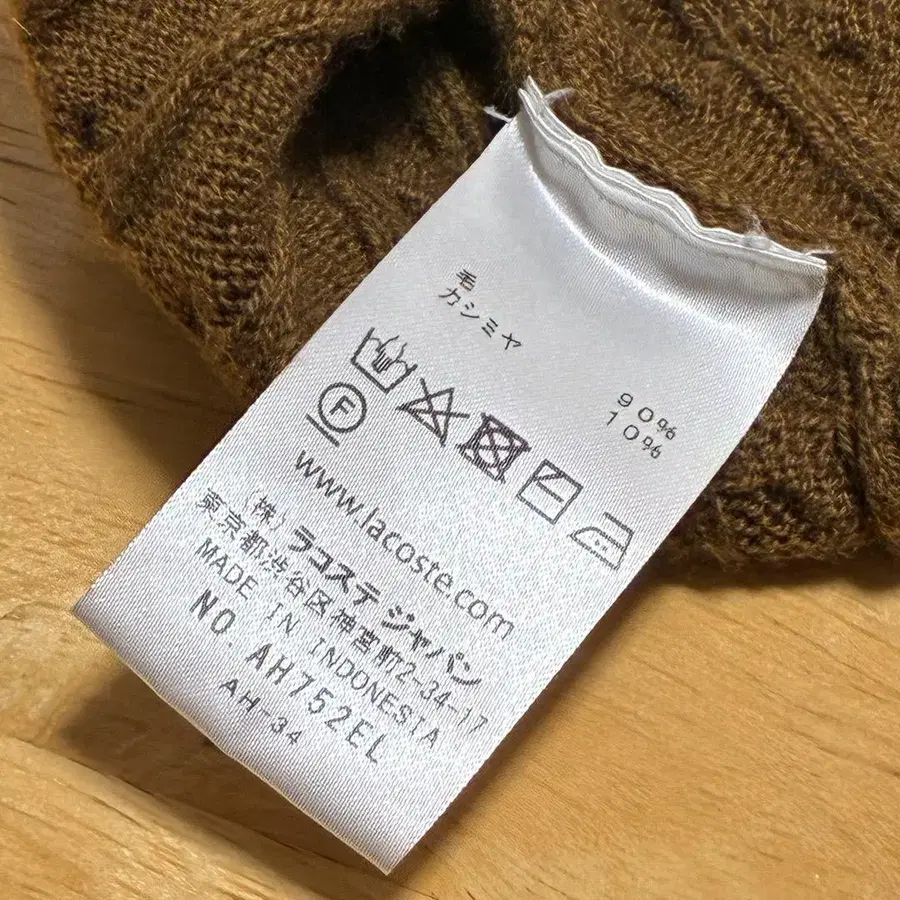 毛 90%
カシミヤ 10%
F
www.lacoste.com
(株)ラコステ ジャパン
東京都渋谷区神宮前2-34-17
MADE IN INDONESIA
NO. AH752EL
AH-34